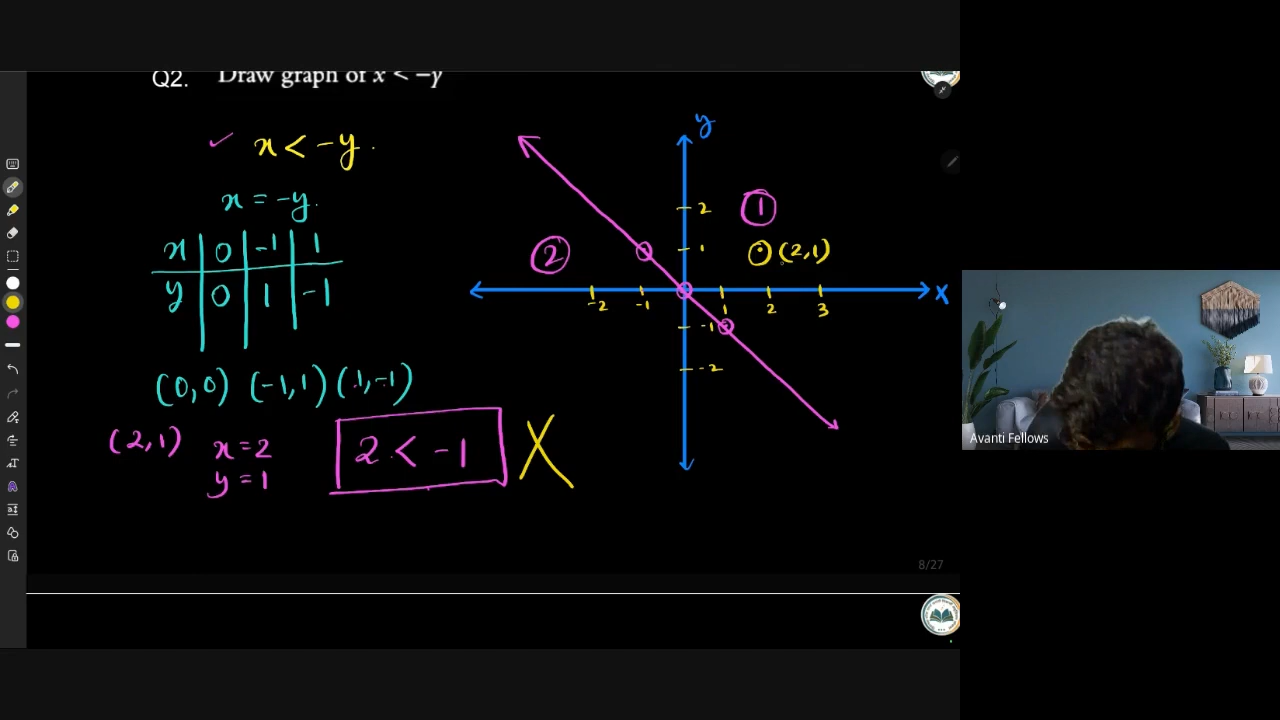 Q2. Draw graph of x < −y
x < -y.
x = -y.
x | 0 | -1 | 1
y | 0 | 1 | -1
(0,0) (-1,1) (1,-1)
(2,1) x=2
y=1
2 < -1 X
y
2
1 (2,1)
①
②
-2 -1 1 2 3 X
-1
-2
8/27
Avanti Fellows